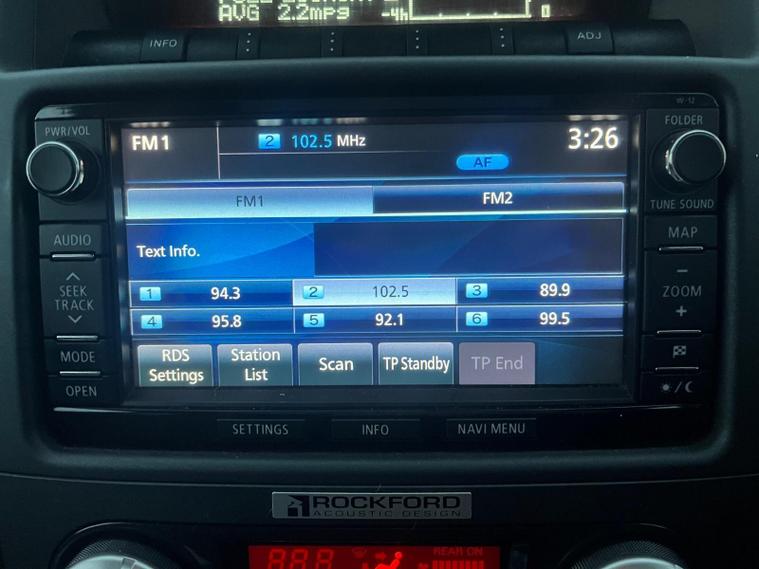 AVG 2.2mpg -4h 0
INFO ADJ
W-12
PWR/VOL FOLDER
FM1 2 102.5 MHz 3:26
AF
TUNE SOUND
FM1 FM2
AUDIO MAP
Text Info.
SEEK
TRACK
ZOOM
1 94.3 2 102.5 3 89.9
4 95.8 5 92.1 6 99.5
MODE
RDS
Settings
Station
List
Scan
TP Standby
TP End
OPEN
SETTINGS INFO NAVI MENU
ROCKFORD
ACOUSTIC DESIGN
REAR ON